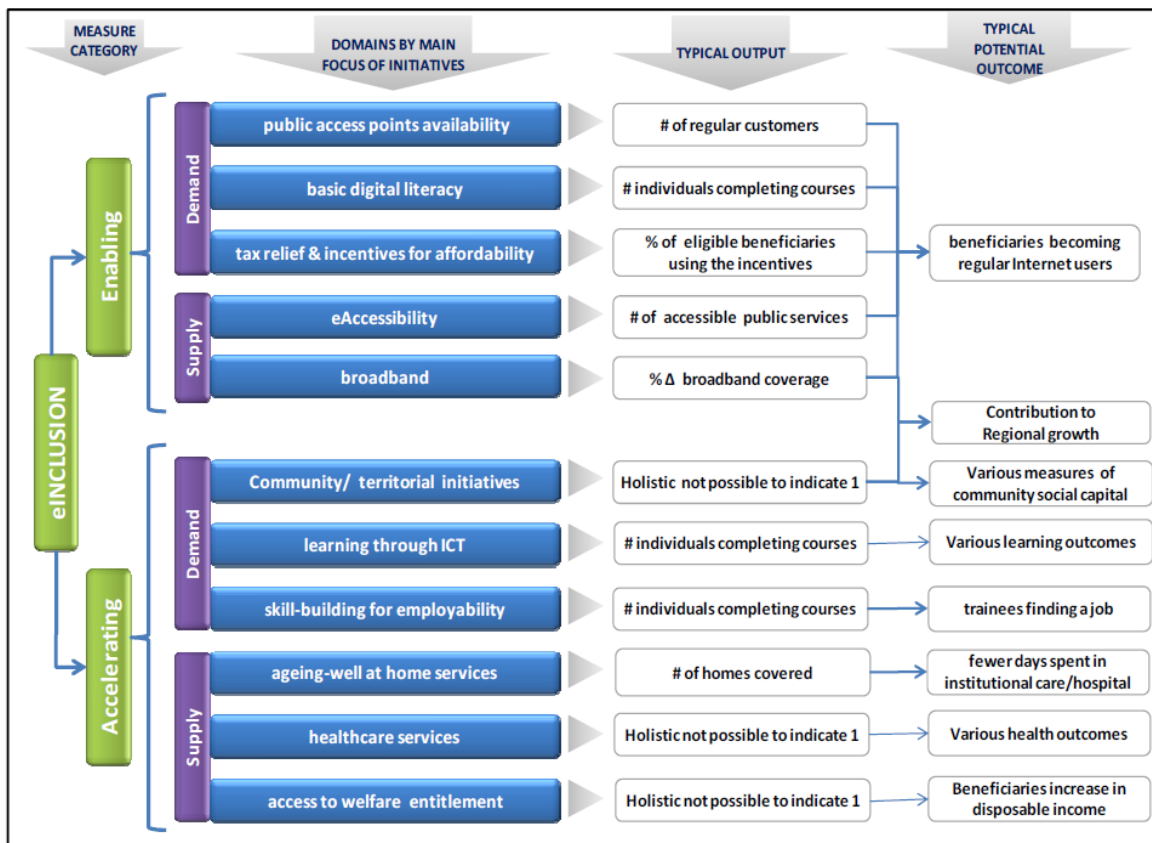 MEASURE
CATEGORY
DOMAINS BY MAIN
FOCUS OF INITIATIVES
TYPICAL OUTPUT
TYPICAL
POTENTIAL
OUTCOME
eINCLUSION
Enabling
Demand
public access points availability
# of regular customers
basic digital literacy
# individuals completing courses
tax relief & incentives for affordability
% of eligible beneficiaries
using the incentives
beneficiaries becoming
regular Internet users
Supply
eAccessibility
# of accessible public services
broadband
% Δ broadband coverage
Contribution to
Regional growth
Accelerating
Demand
Community/ territorial initiatives
Holistic not possible to indicate 1
Various measures of
community social capital
learning through ICT
# individuals completing courses
Various learning outcomes
skill-building for employability
# individuals completing courses
trainees finding a job
Supply
ageing-well at home services
# of homes covered
fewer days spent in
institutional care/hospital
healthcare services
Holistic not possible to indicate 1
Various health outcomes
access to welfare entitlement
Holistic not possible to indicate 1
Beneficiaries increase in
disposable income